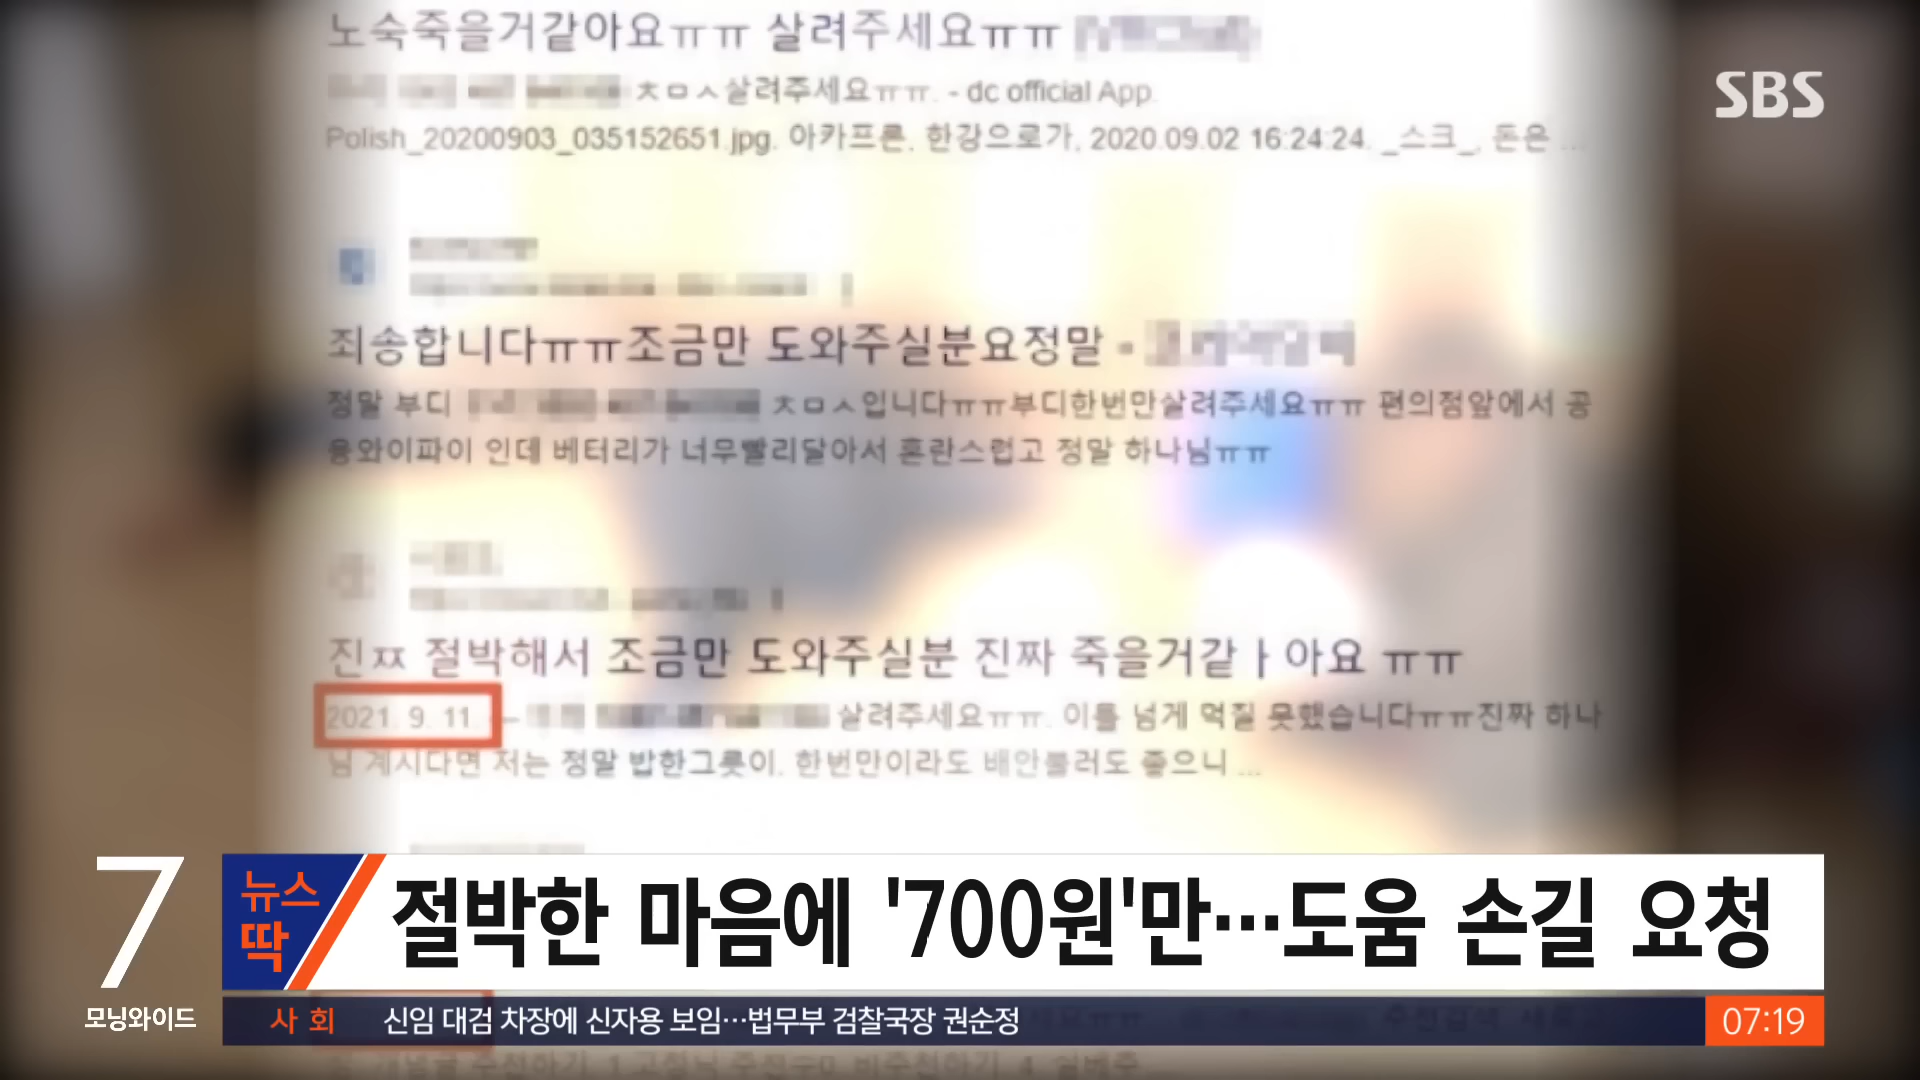 노숙죽을거같아요ㅠㅠ 살려주세요ㅠㅠ
ㅊㅁㅅ살려주세요ㅠㅠ. - dc official App.
Polish_20200903_035152651.jpg. 아카프론. 한강으로가, 2020.09.02 16:24:24. _스크_, 돈은 ...
SBS
죄송합니다ㅠㅠ조금만 도와주실분요정말 -
정말 부디 ㅊㅁㅅ입니다ㅠㅠ부디한번만살려주세요ㅠㅠ 편의점앞에서 공
용와이파이 인데 베터리가 너무빨리달아서 혼란스럽고 정말 하나님ㅠㅠ
진ㅉ 절박해서 조금만 도와주실분 진짜 죽을거같ㅏ아요 ㅠㅠ
2021. 9. 11. — 살려주세요ㅠㅠ. 이틀 넘게 먹질 못했습니다ㅠㅠ진짜 하나
님 계시다면 저는 정말 밥한그릇이. 한번만이라도 배안불러도 좋으니 ...
7
모닝와이드
뉴스
딱
절박한 마음에 '700원'만…도움 손길 요청
사회 신임 대검 차장에 신자용 보임…법무부 검찰국장 권순정
07:19